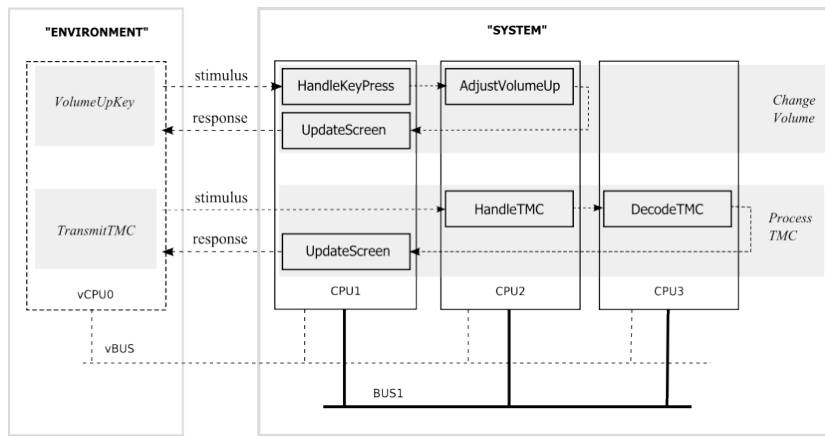 "ENVIRONMENT"
"SYSTEM"
VolumeUpKey
stimulus
HandleKeyPress
AdjustVolumeUp
Change
Volume
response
UpdateScreen
TransmitTMC
stimulus
HandleTMC
DecodeTMC
Process
TMC
response
UpdateScreen
vCPU0
CPU1
CPU2
CPU3
vBUS
BUS1